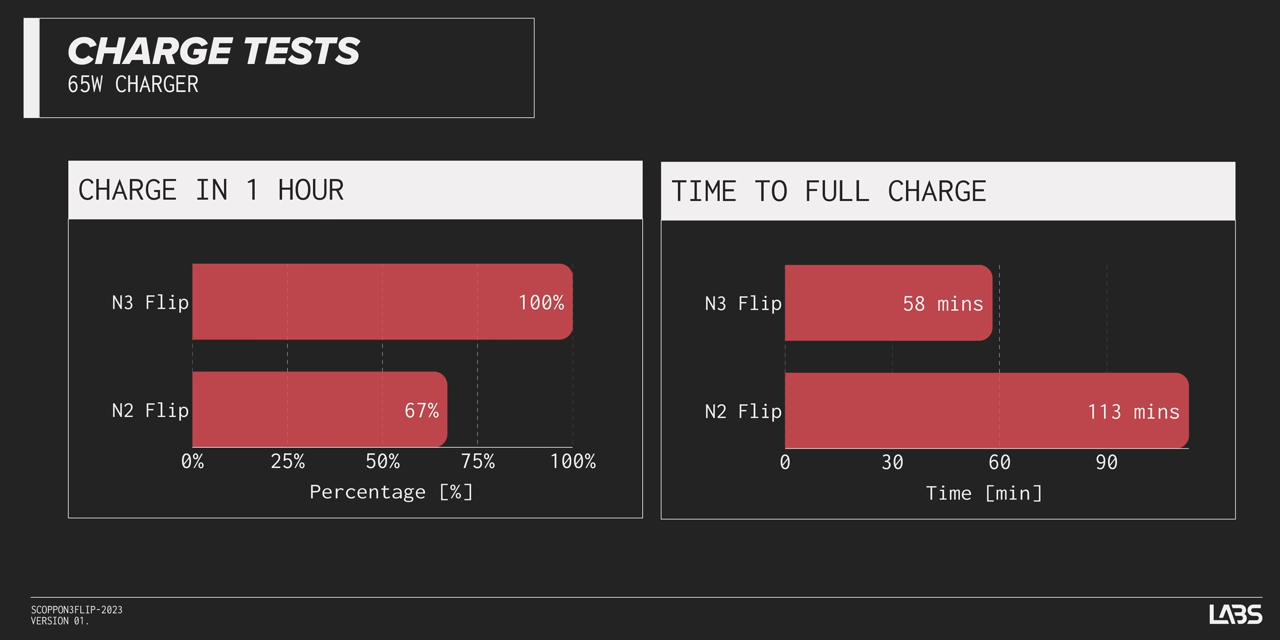 CHARGE TESTS
65W CHARGER
CHARGE IN 1 HOUR
N3 Flip
100%
N2 Flip
67%
0% 25% 50% 75% 100%
Percentage [%]
TIME TO FULL CHARGE
N3 Flip
58 mins
N2 Flip
113 mins
0 30 60 90
Time [min]
SCOPPON3FLIP-2023
VERSION 01.
LABS